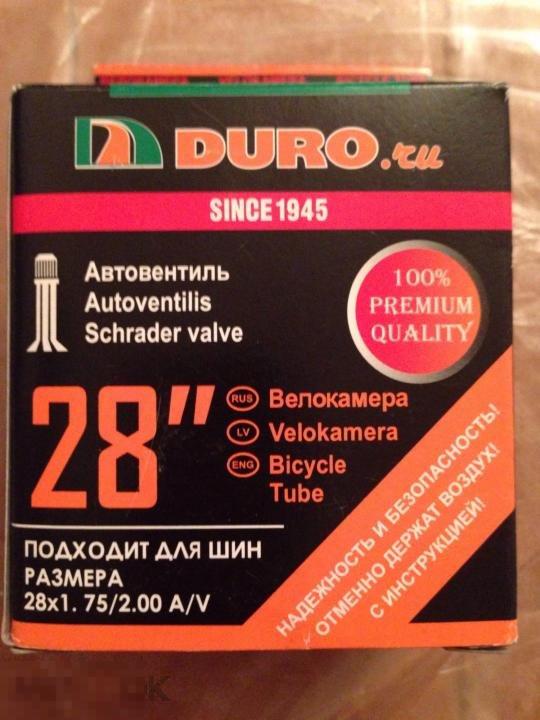 DURO.ru
SINCE 1945
Автовентиль
Autoventilis
Schrader valve
100%
PREMIUM
QUALITY
28"
RUS Велокамера
LV Velokamera
ENG Bicycle
Tube
НАДЕЖНОСТЬ И БЕЗОПАСНОСТЬ!
ОТМЕННО ДЕРЖАТ ВОЗДУХ!
С ИНСТРУКЦИЕЙ!
ПОДХОДИТ ДЛЯ ШИН
РАЗМЕРА
28x1. 75/2.00 A/V